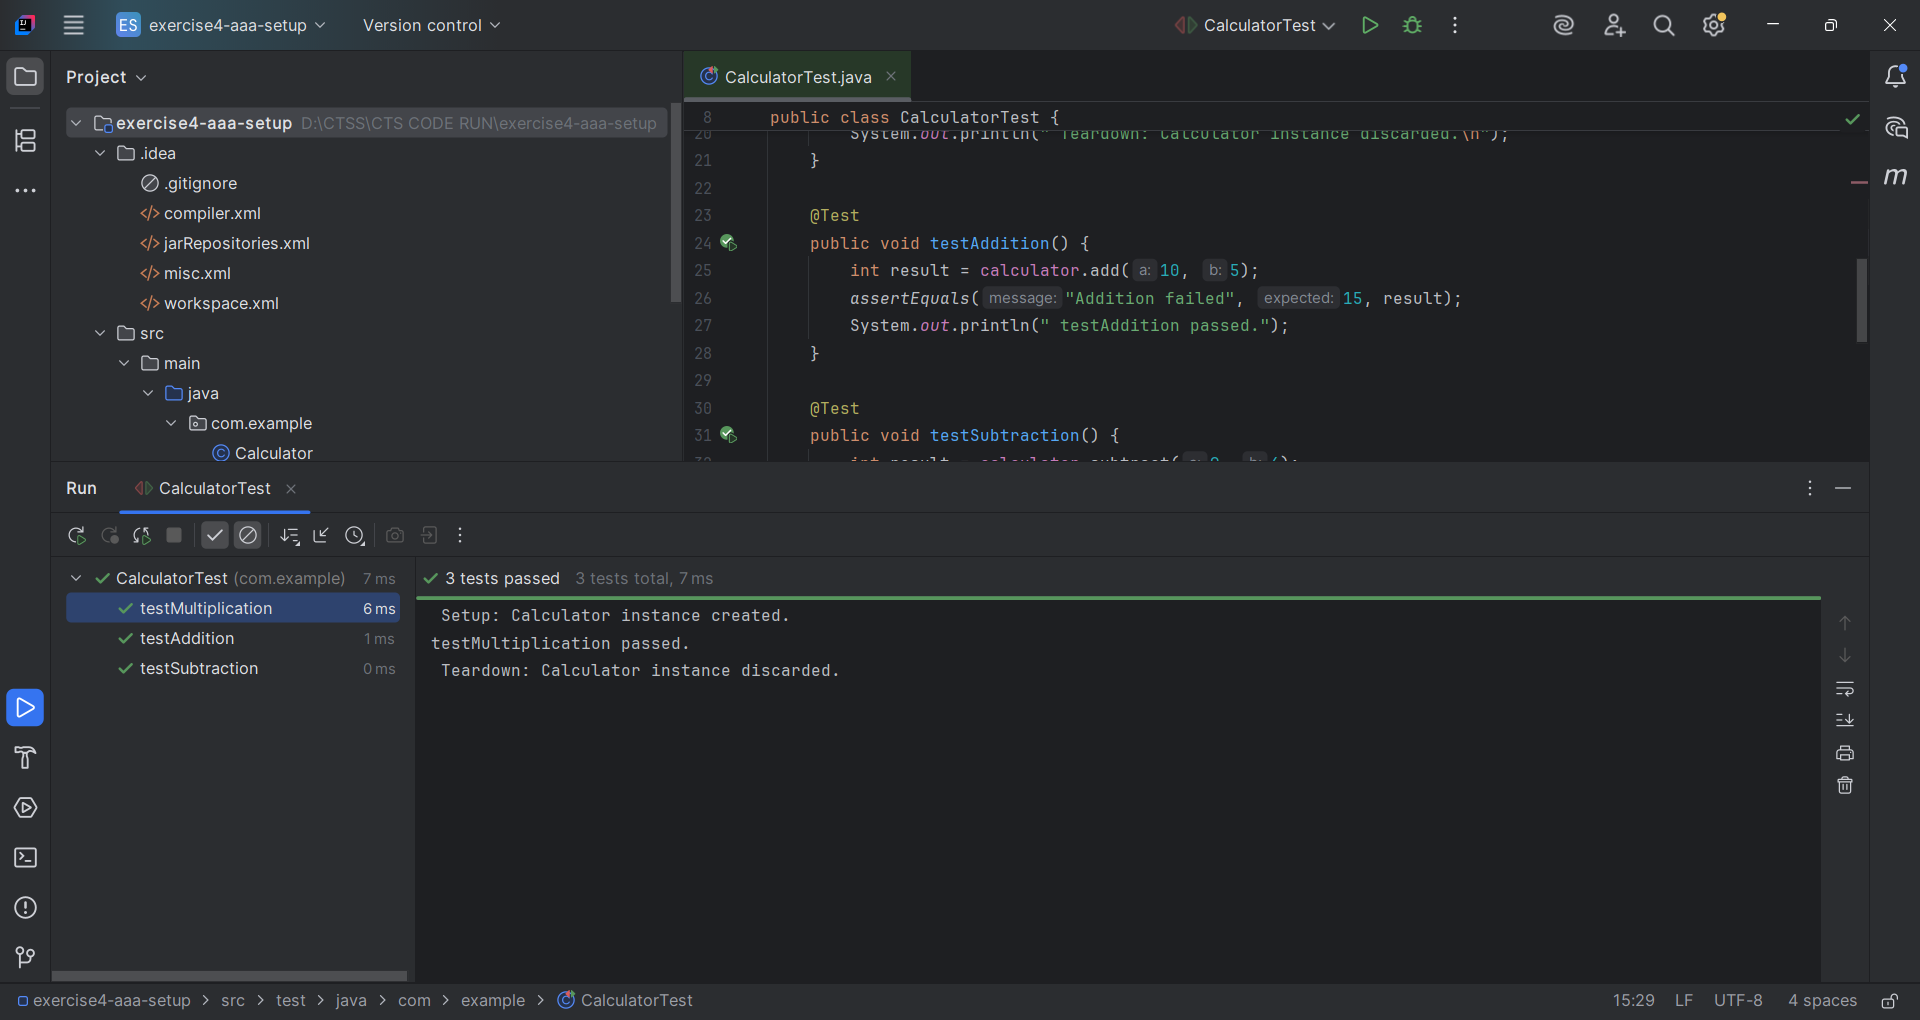 ES exercise4-aaa-setup Version control CalculatorTest
Project
exercise4-aaa-setup D:\CTSS\CTS CODE RUN\exercise4-aaa-setup
.idea
.gitignore
</> compiler.xml
</> jarRepositories.xml
</> misc.xml
</> workspace.xml
src
main
java
com.example
Calculator
CalculatorTest.java
8 public class CalculatorTest {
20 System.out.println(" Teardown: Calculator instance discarded.\n");
21 }
22
23 @Test
24 public void testAddition() {
25 int result = calculator.add( a: 10, b: 5);
26 assertEquals( message: "Addition failed", expected: 15, result);
27 System.out.println(" testAddition passed.");
28 }
29
30 @Test
31 public void testSubtraction() {
int result = calculator.subtract(
Run CalculatorTest
CalculatorTest (com.example) 7 ms
testMultiplication 6 ms
testAddition 1 ms
testSubtraction 0 ms
3 tests passed 3 tests total, 7 ms
Setup: Calculator instance created.
testMultiplication passed.
Teardown: Calculator instance discarded.
exercise4-aaa-setup > src > test > java > com > example > CalculatorTest
15:29 LF UTF-8 4 spaces